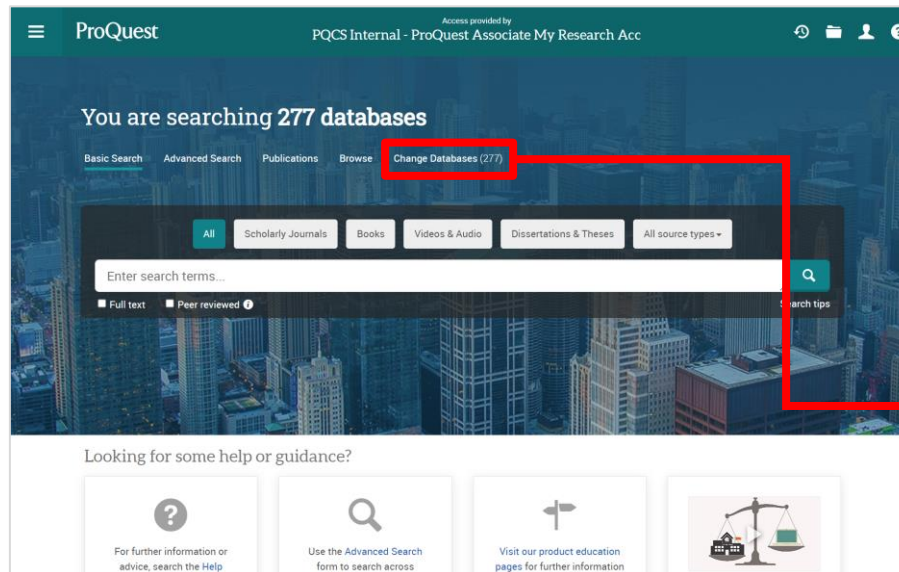 ProQuest
Access provided by
PQCS Internal - ProQuest Associate My Research Acc
You are searching 277 databases
Basic Search Advanced Search Publications Browse Change Databases (277)
All Scholarly Journals Books Videos & Audio Dissertations & Theses All source types
Enter search terms...
Full text Peer reviewed
Looking for some help or guidance?
For further information or
advice, search the Help
Use the Advanced Search
form to search across
Visit our product education
pages for further information